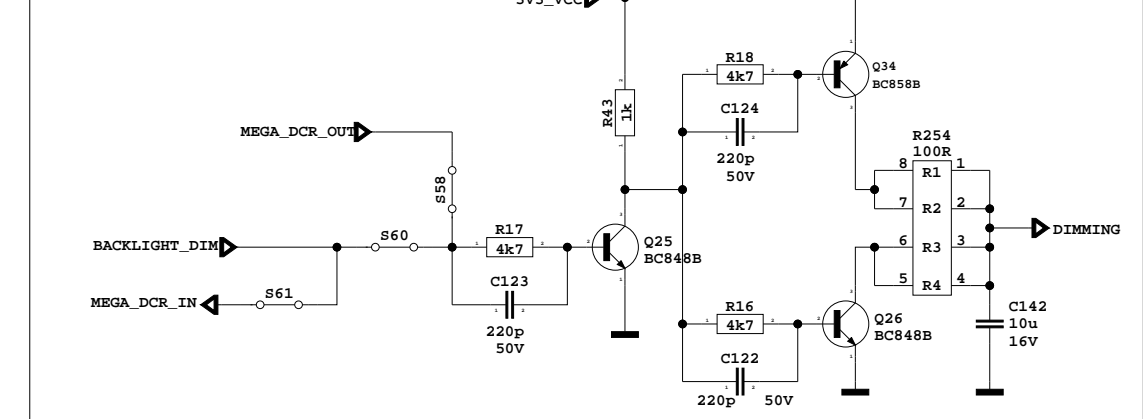 3V3_VCC
R18
4k7
Q34
BC858B
R43
1k
C124
220p
50V
MEGA_DCR_OUT
S58
R254
100R
8 R1 1
7 R2 2
6 R3 3
5 R4 4
DIMMING
BACKLIGHT_DIM
S60
R17
4k7
Q25
BC848B
MEGA_DCR_IN
S61
C123
220p
50V
R16
4k7
Q26
BC848B
C142
10u
16V
C122
220p 50V